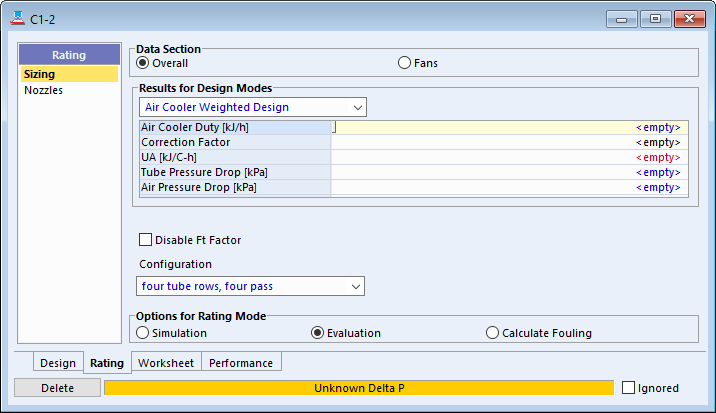 C1-2
Rating
Sizing
Nozzles
Data Section
Overall Fans
Results for Design Modes
Air Cooler Weighted Design
Air Cooler Duty [kJ/h] <empty>
Correction Factor <empty>
UA [kJ/C-h] <empty>
Tube Pressure Drop [kPa] <empty>
Air Pressure Drop [kPa] <empty>
Disable Ft Factor
Configuration
four tube rows, four pass
Options for Rating Mode
Simulation Evaluation Calculate Fouling
Design Rating Worksheet Performance
Delete Unknown Delta P Ignored